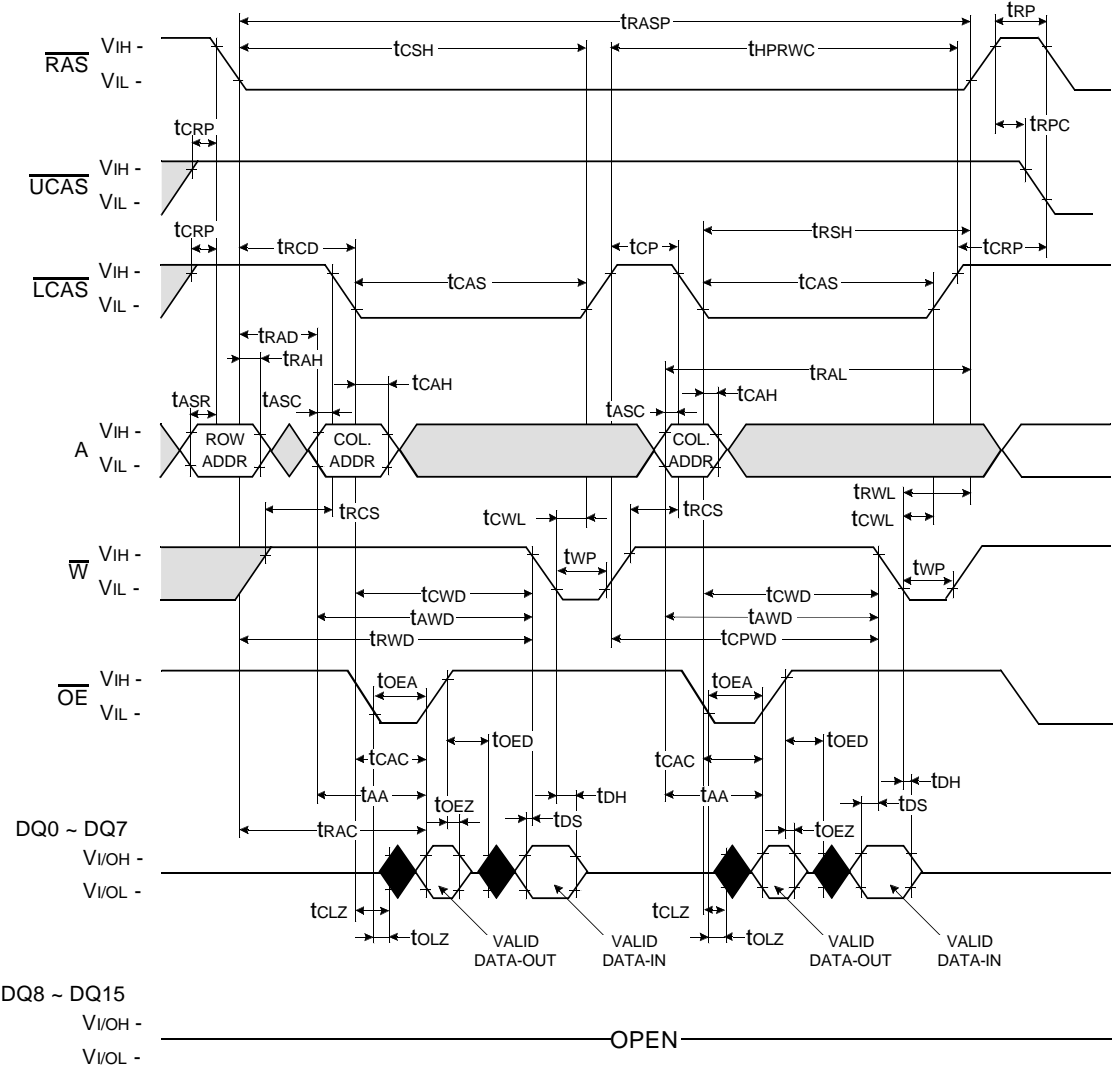 tRASP
tRP
tCSH
tHPRWC
RAS
VIH -
VIL -
tCRP
tRPC
UCAS
VIH -
VIL -
tCRP
tRCD
tCP
tRSH
tCRP
LCAS
VIH -
VIL -
tCAS
tCAS
tRAD
tRAH
tCAH
tRAL
tCAH
tASR
tASC
tASC
A
VIH -
VIL -
ROW
ADDR
COL.
ADDR
COL.
ADDR
tRWL
tRCS
tCWL
tRCS
tCWL
W
VIH -
VIL -
tWP
tWP
tCWD
tCWD
tAWD
tAWD
tRWD
tCPWD
OE
VIH -
VIL -
tOEA
tOEA
tOED
tOED
tCAC
tCAC
tDH
tDH
tAA
tAA
tOEZ
tDS
tDS
tOEZ
tRAC
DQ0 ~ DQ7
VI/OH -
VI/OL -
tCLZ
tCLZ
tOLZ
tOLZ
VALID
DATA-OUT
VALID
DATA-IN
VALID
DATA-OUT
VALID
DATA-IN
DQ8 ~ DQ15
VI/OH -
OPEN
VI/OL -